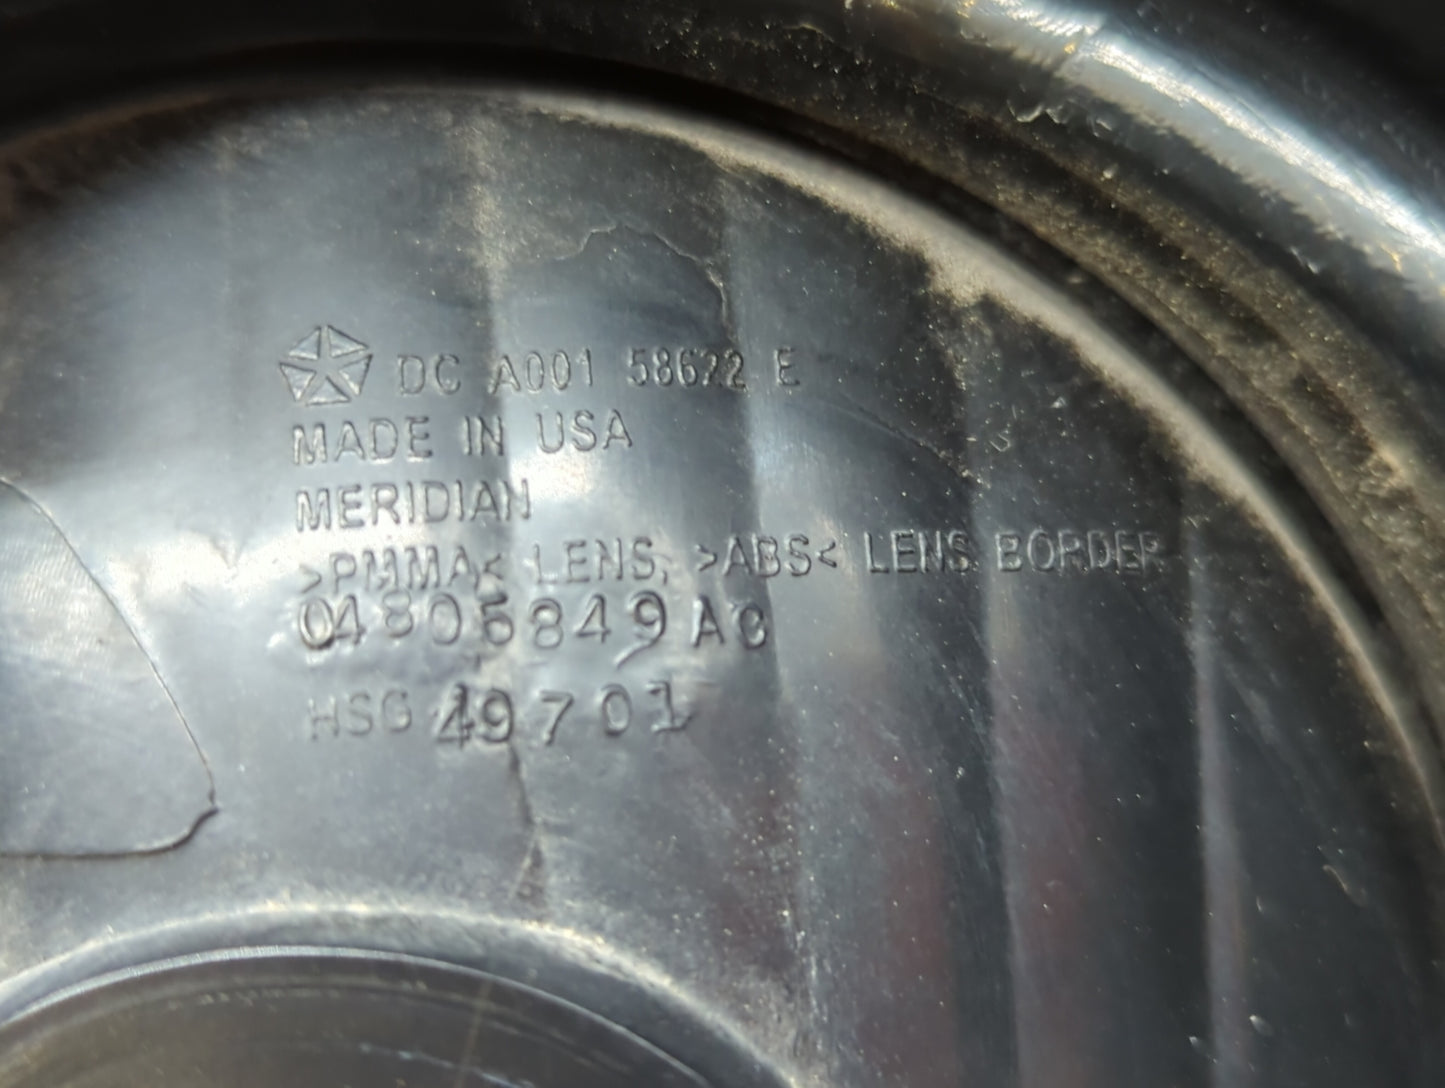 DC A001 58622 E
MADE IN USA
MERIDIAN
>PMMA< LENS, >ABS< LENS BORDER
04805849AC
HSG 49701